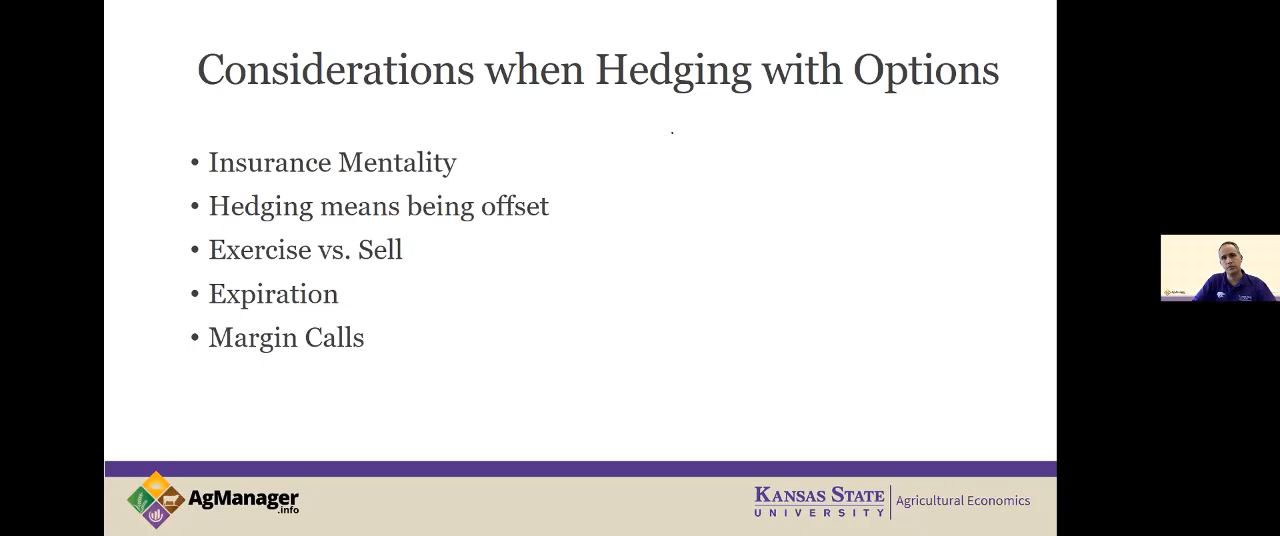 Considerations when Hedging with Options
• Insurance Mentality
• Hedging means being offset
• Exercise vs. Sell
• Expiration
• Margin Calls
AgManager
.info
KANSAS STATE
UNIVERSITY
Agricultural Economics